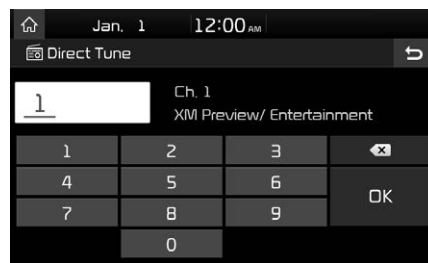 Jan. 1 12:00 AM
Direct Tune
1
Ch. 1
XM Preview/ Entertainment
1 2 3
4 5 6
OK
7 8 9
0